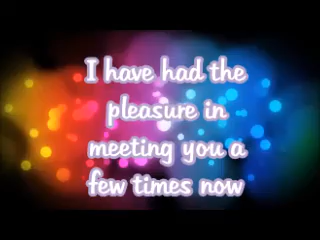 I have had the
pleasure in
meeting you a
few times now